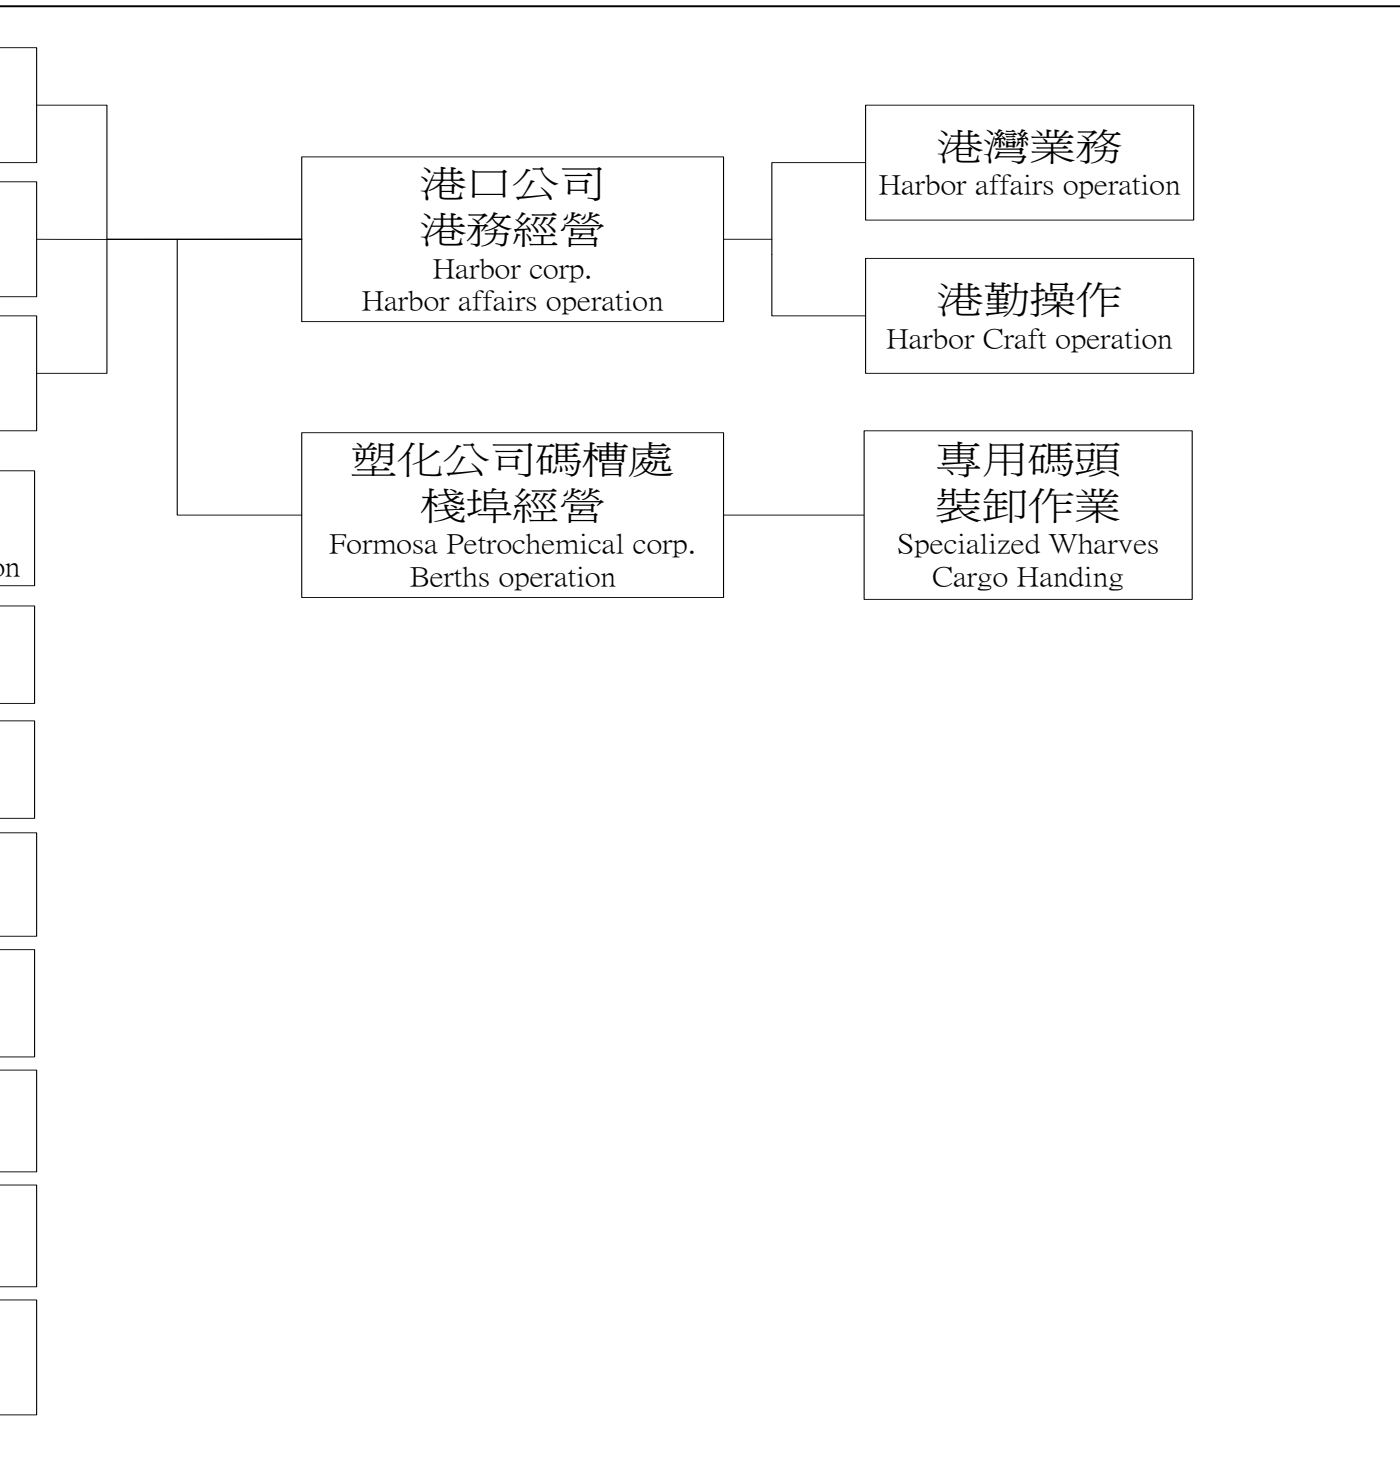 港口公司
港務經營
Harbor corp.
Harbor affairs operation
港灣業務
Harbor affairs operation
港勤操作
Harbor Craft operation
塑化公司碼槽處
棧埠經營
Formosa Petrochemical corp.
Berths operation
專用碼頭
裝卸作業
Specialized Wharves
Cargo Handing
on